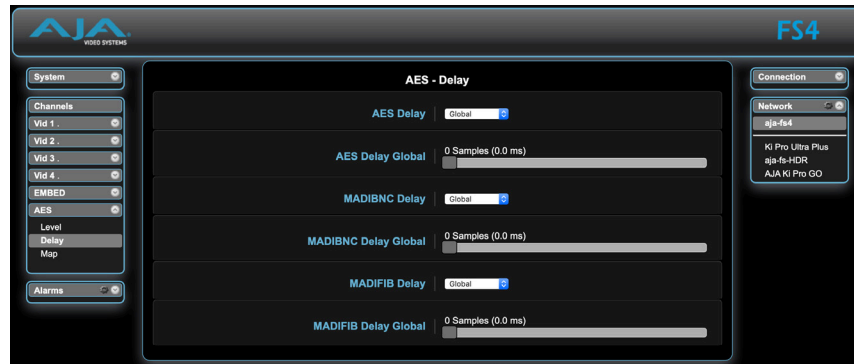 AJA
VIDEO SYSTEMS
FS4
System
Channels
Vid 1 .
Vid 2 .
Vid 3 .
Vid 4 .
EMBED
AES
Level
Delay
Map
Alarms
AES - Delay
AES Delay Global
AES Delay Global 0 Samples (0.0 ms)
MADIBNC Delay Global
MADIBNC Delay Global 0 Samples (0.0 ms)
MADIFIB Delay Global
MADIFIB Delay Global 0 Samples (0.0 ms)
Connection
Network
aja-fs4
Ki Pro Ultra Plus
aja-fs-HDR
AJA Ki Pro GO